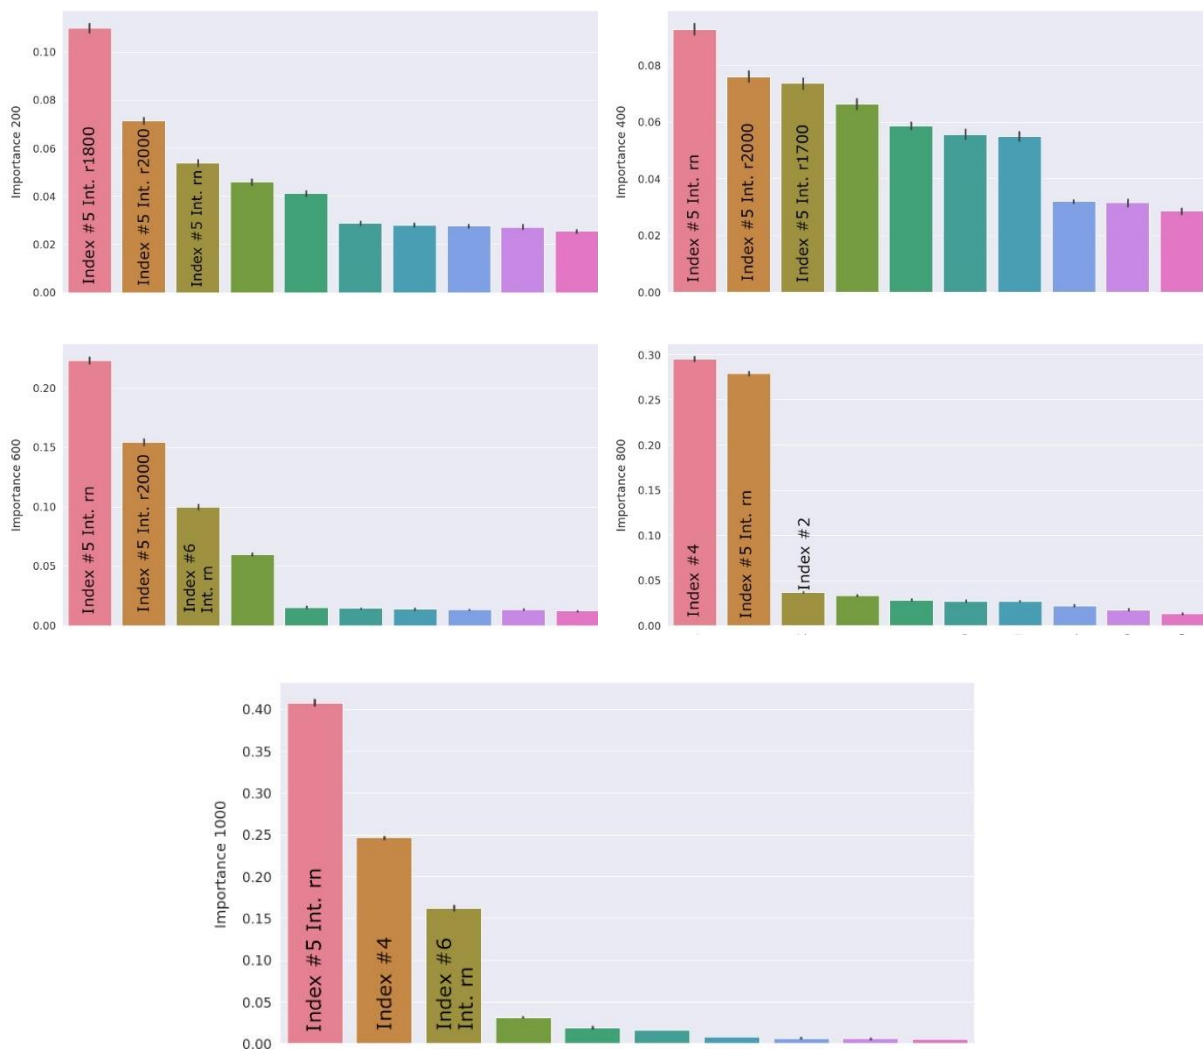 Importance 200
0.10
0.08
0.06
0.04
0.02
0.00
Index #5 Int. r1800
Index #5 Int. r2000
Index #5 Int. rn
Importance 400
0.08
0.06
0.04
0.02
0.00
Index #5 Int. rn
Index #5 Int. r2000
Index #5 Int. r1700
Importance 600
0.20
0.15
0.10
0.05
0.00
Index #5 Int. rn
Index #5 Int. r2000
Index #6
Int. rn
Importance 800
0.30
0.25
0.20
0.15
0.10
0.05
0.00
Index #4
Index #5 Int. rn
Index #2
Importance 1000
0.40
0.35
0.30
0.25
0.20
0.15
0.10
0.05
0.00
Index #5 Int. rn
Index #4
Index #6
Int. rn